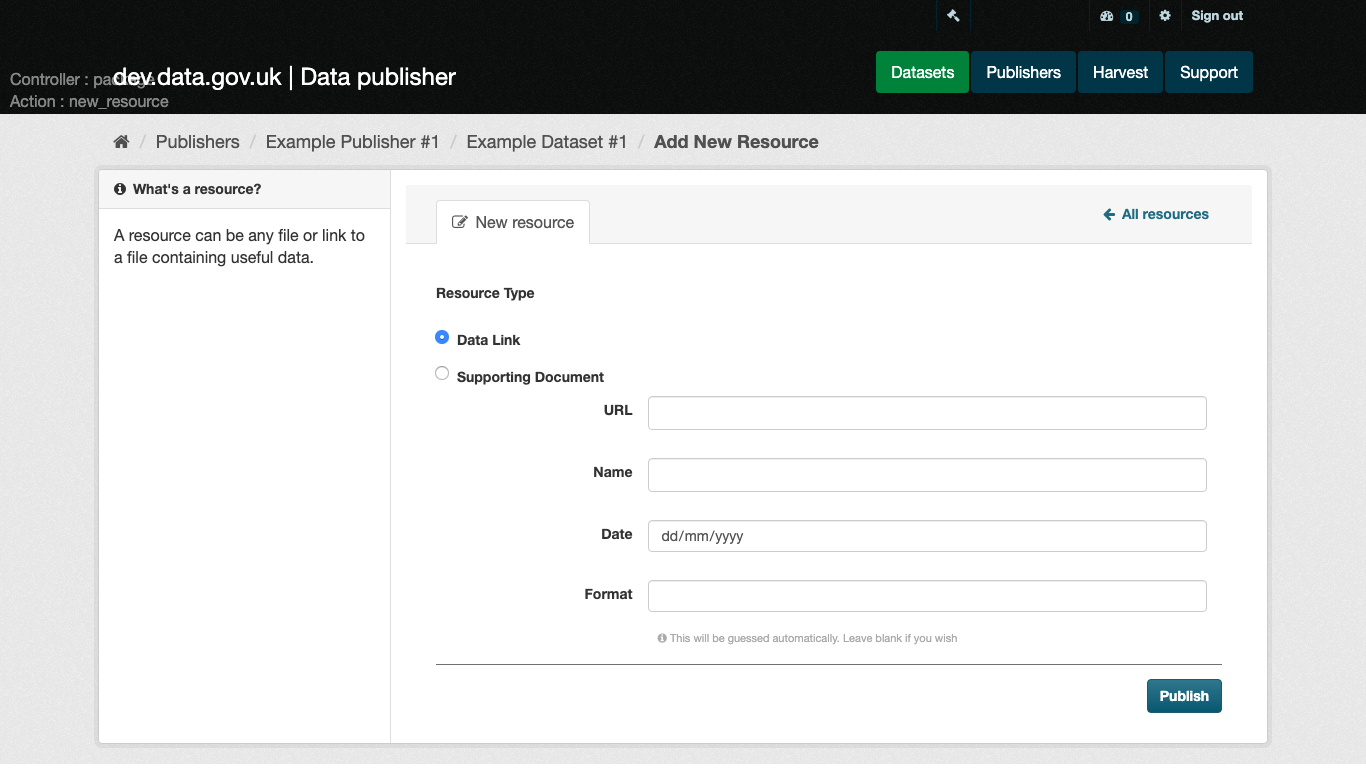 0 Sign out
Controller : package
dev.data.gov.uk | Data publisher
Datasets Publishers Harvest Support
Action : new_resource
/ Publishers / Example Publisher #1 / Example Dataset #1 / Add New Resource
What's a resource?
A resource can be any file or link to
a file containing useful data.
New resource
All resources
Resource Type
Data Link
Supporting Document
URL
Name
Date dd/mm/yyyy
Format
This will be guessed automatically. Leave blank if you wish
Publish